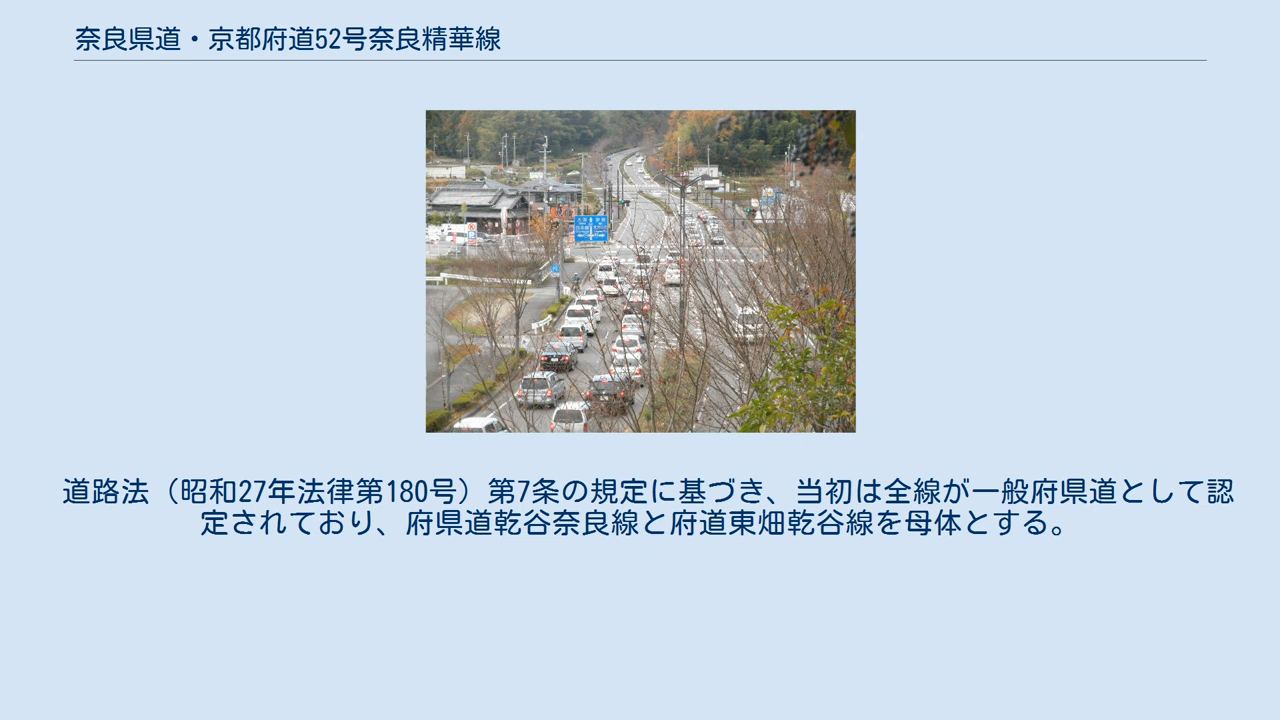 奈良県道・京都府道52号奈良精華線
道路法（昭和27年法律第180号）第7条の規定に基づき、当初は全線が一般府県道として認
定されており、府県道乾谷奈良線と府道東畑乾谷線を母体とする。